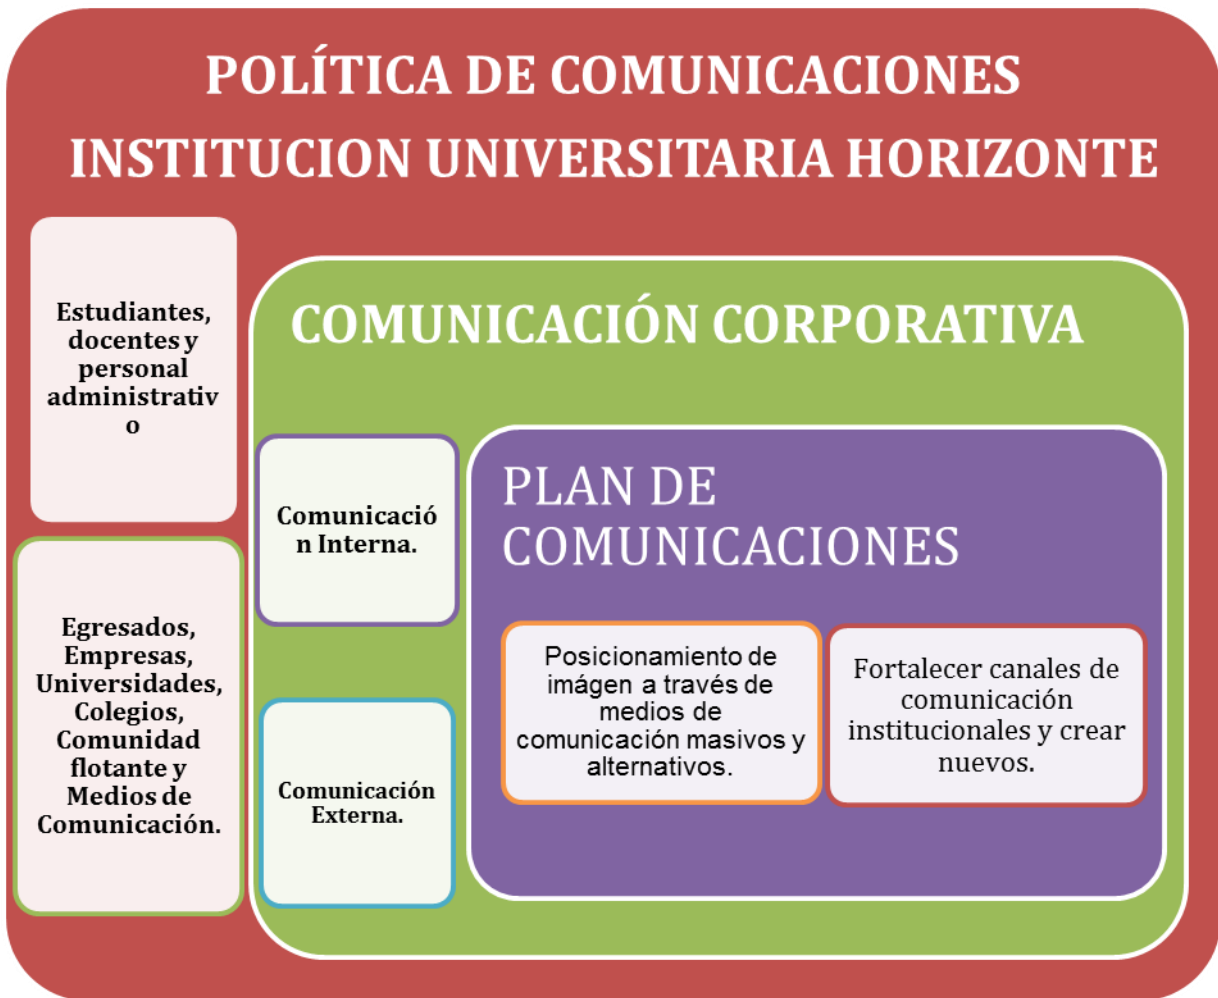 POLÍTICA DE COMUNICACIONES
INSTITUCION UNIVERSITARIA HORIZONTE
Estudiantes,
docentes y
personal
administrativ
o
Egresados,
Empresas,
Universidades,
Colegios,
Comunidad
flotante y
Medios de
Comunicación.
COMUNICACIÓN CORPORATIVA
Comunicació
n Interna.
Comunicación
Externa.
PLAN DE
COMUNICACIONES
Posicionamiento de
imágen a través de
medios de
comunicación masivos y
alternativos.
Fortalecer canales de
comunicación
institucionales y crear
nuevos.